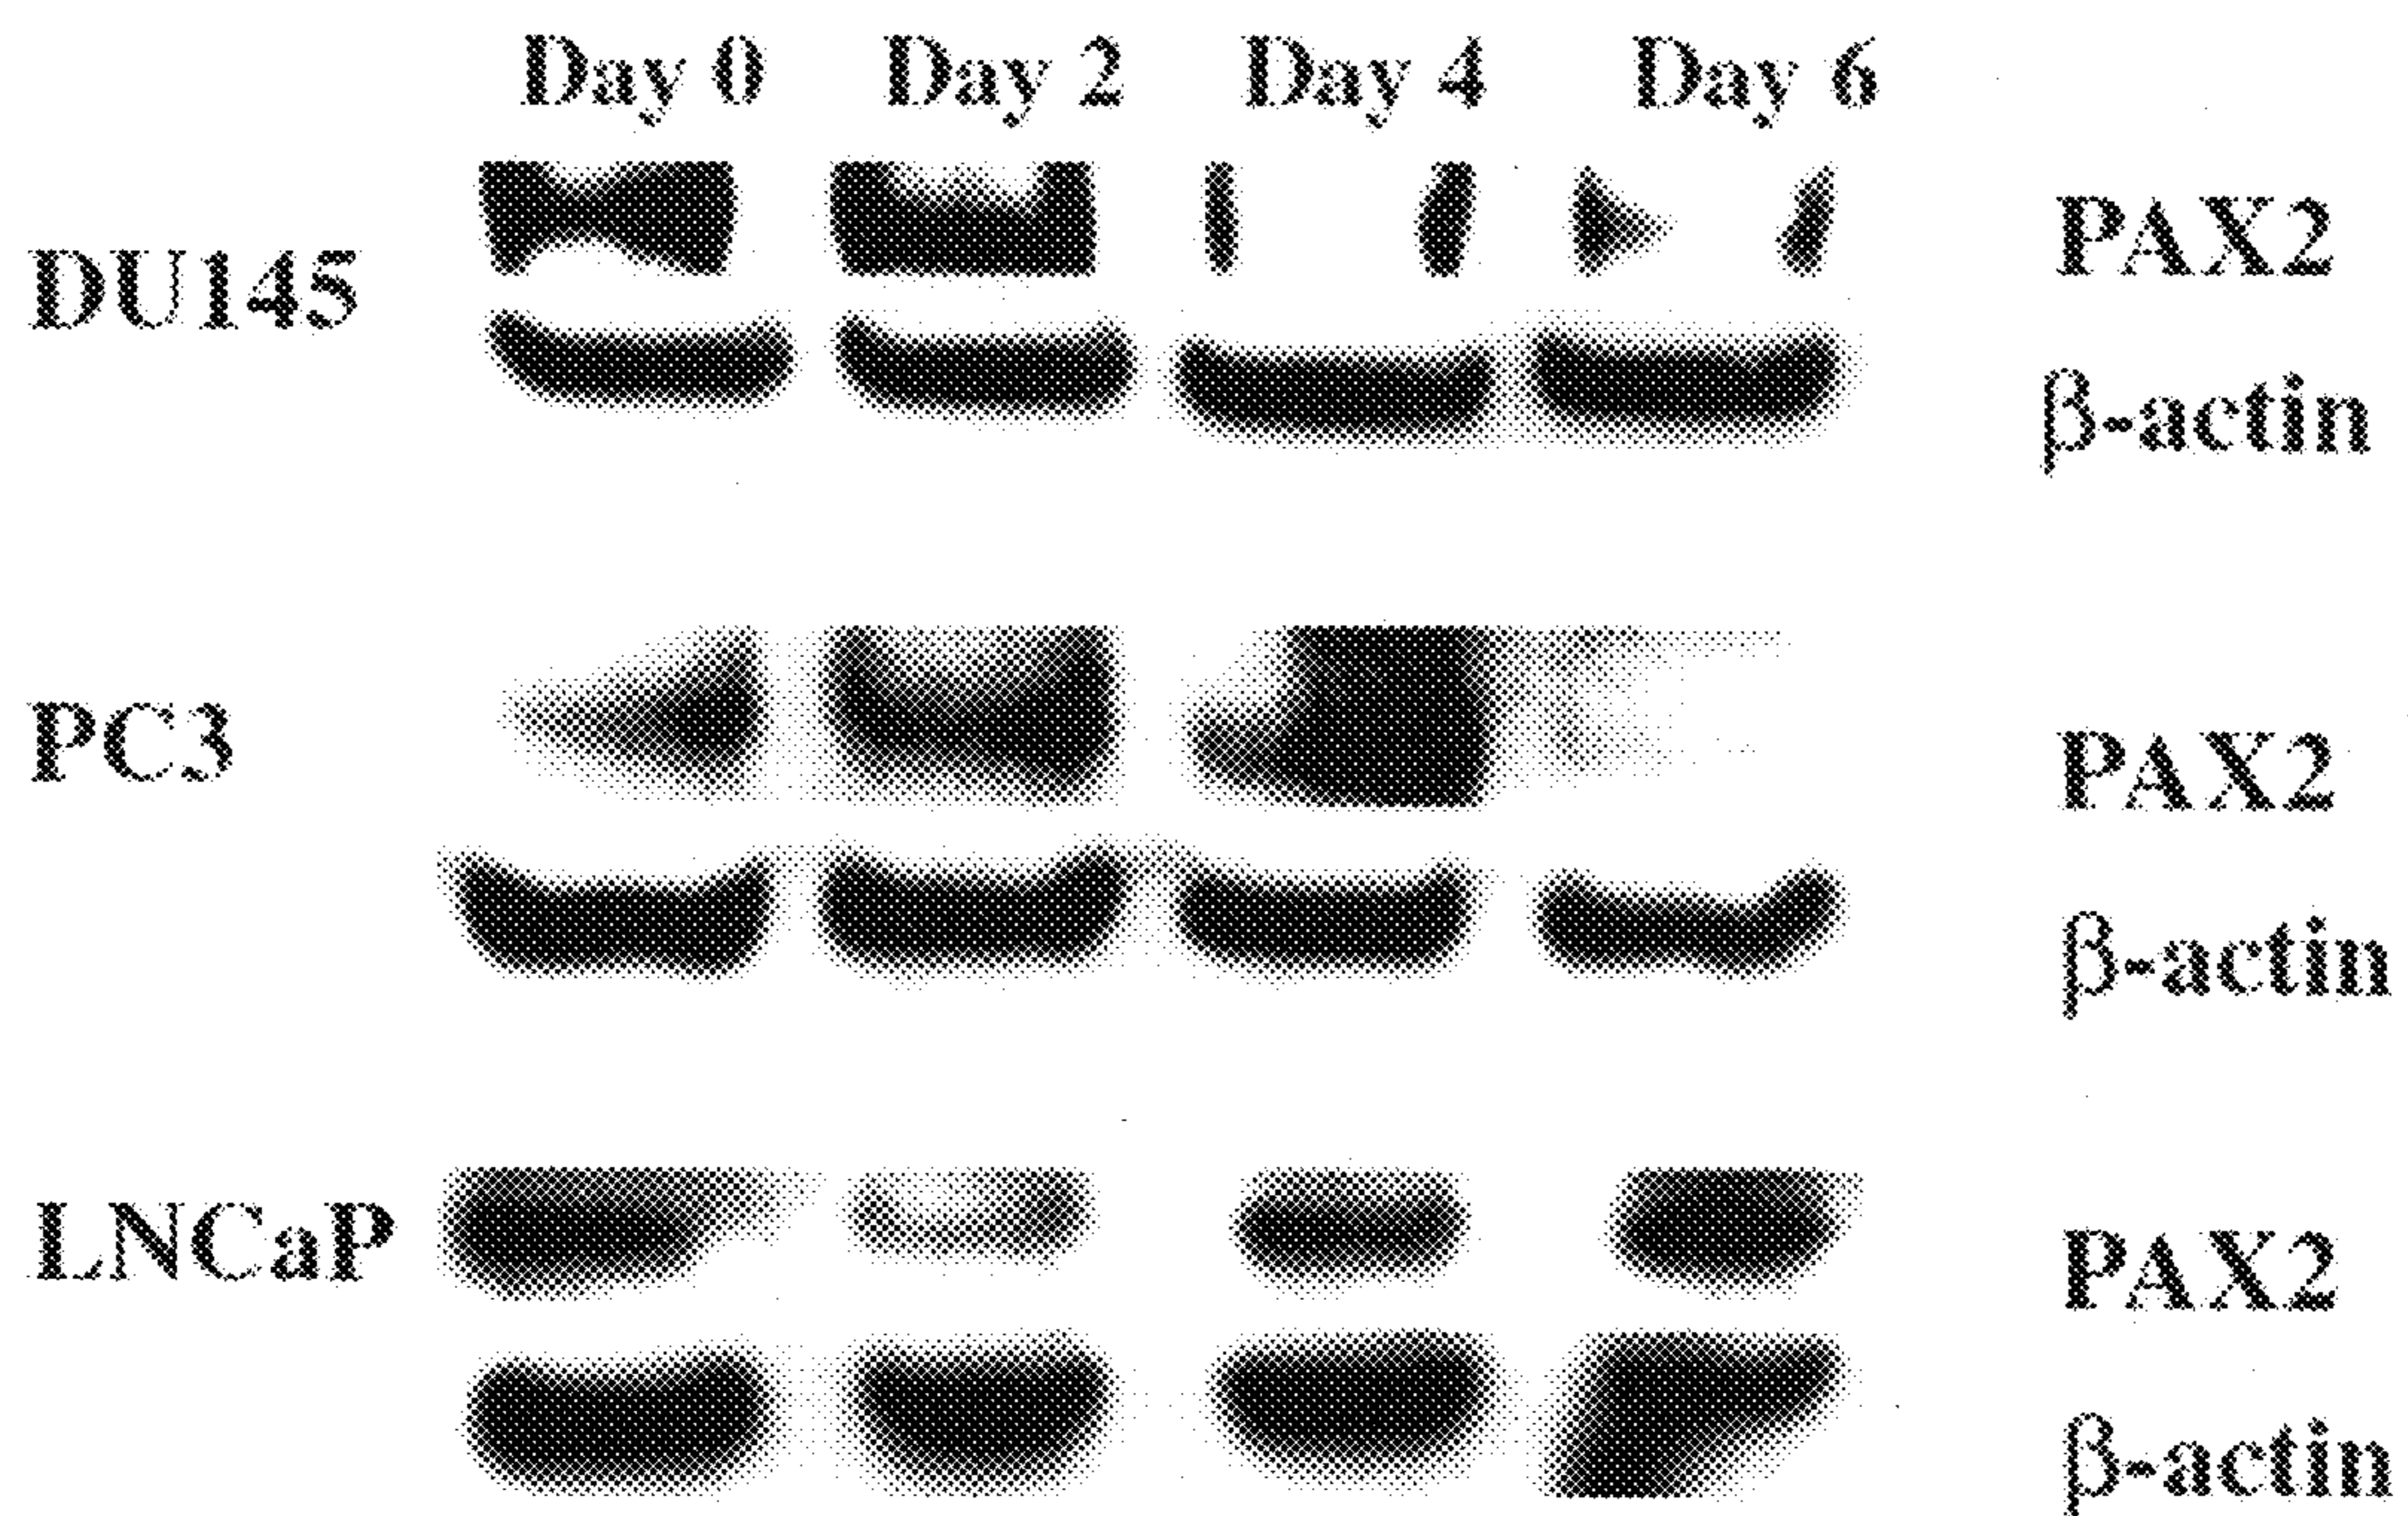 Day 0 Day 2 Day 4 Day 6
DU145
PAX2
β-actin
PC3
PAX2
β-actin
LNCaP
PAX2
β-actin